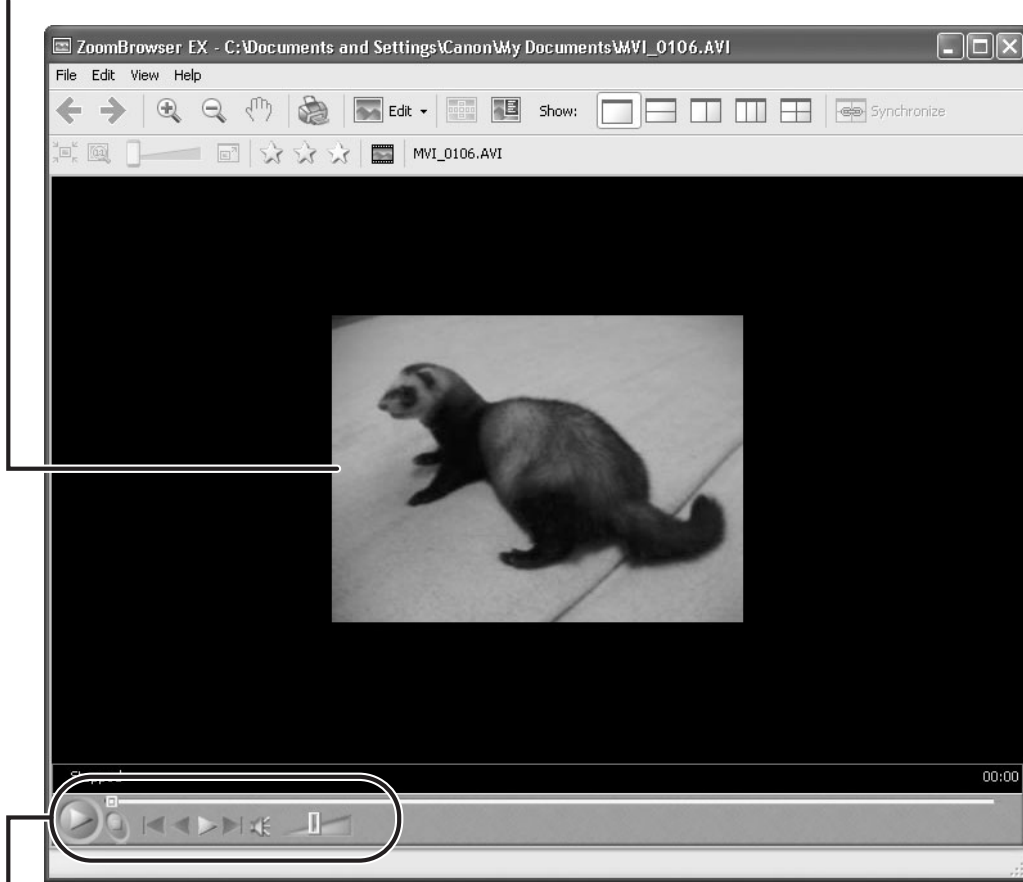 ZoomBrowser EX - C:\Documents and Settings\Canon\My Documents\MVI_0106.AVI
File Edit View Help
Edit Show: Synchronize
MVI_0106.AVI
Stopped 00:00